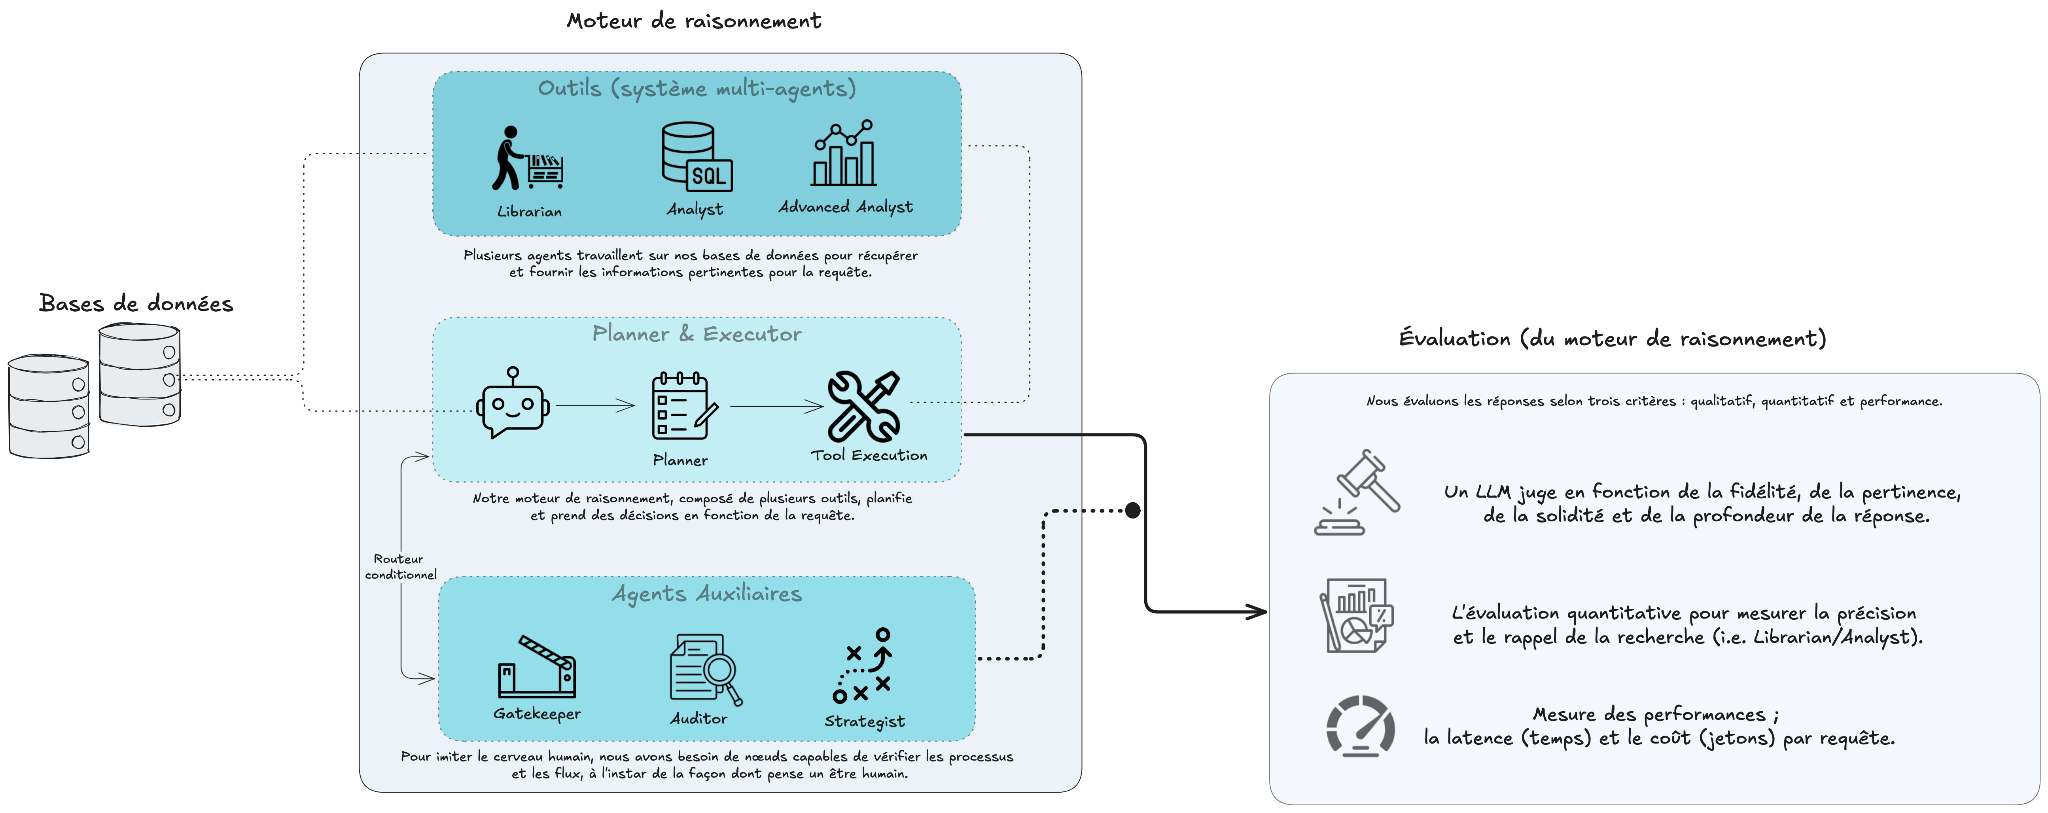 Moteur de raisonnement
Outils (système multi-agents)
SQL
Librarian
Analyst
Advanced Analyst
Plusieurs agents travaillent sur nos bases de données pour récupérer
et fournir les informations pertinentes pour la requête.
Bases de données
Planner & Executor
Planner
Tool Execution
Notre moteur de raisonnement, composé de plusieurs outils, planifie
et prend des décisions en fonction de la requête.
Routeur
conditionnel
Agents Auxiliaires
Gatekeeper
Auditor
Strategist
Pour imiter le cerveau humain, nous avons besoin de nœuds capables de vérifier les processus
et les flux, à l'instar de la façon dont pense un être humain.
Évaluation (du moteur de raisonnement)
Nous évaluons les réponses selon trois critères : qualitatif, quantitatif et performance.
Un LLM juge en fonction de la fidélité, de la pertinence,
de la solidité et de la profondeur de la réponse.
L'évaluation quantitative pour mesurer la précision
et le rappel de la recherche (i.e. Librarian/Analyst).
Mesure des performances ;
la latence (temps) et le coût (jetons) par requête.